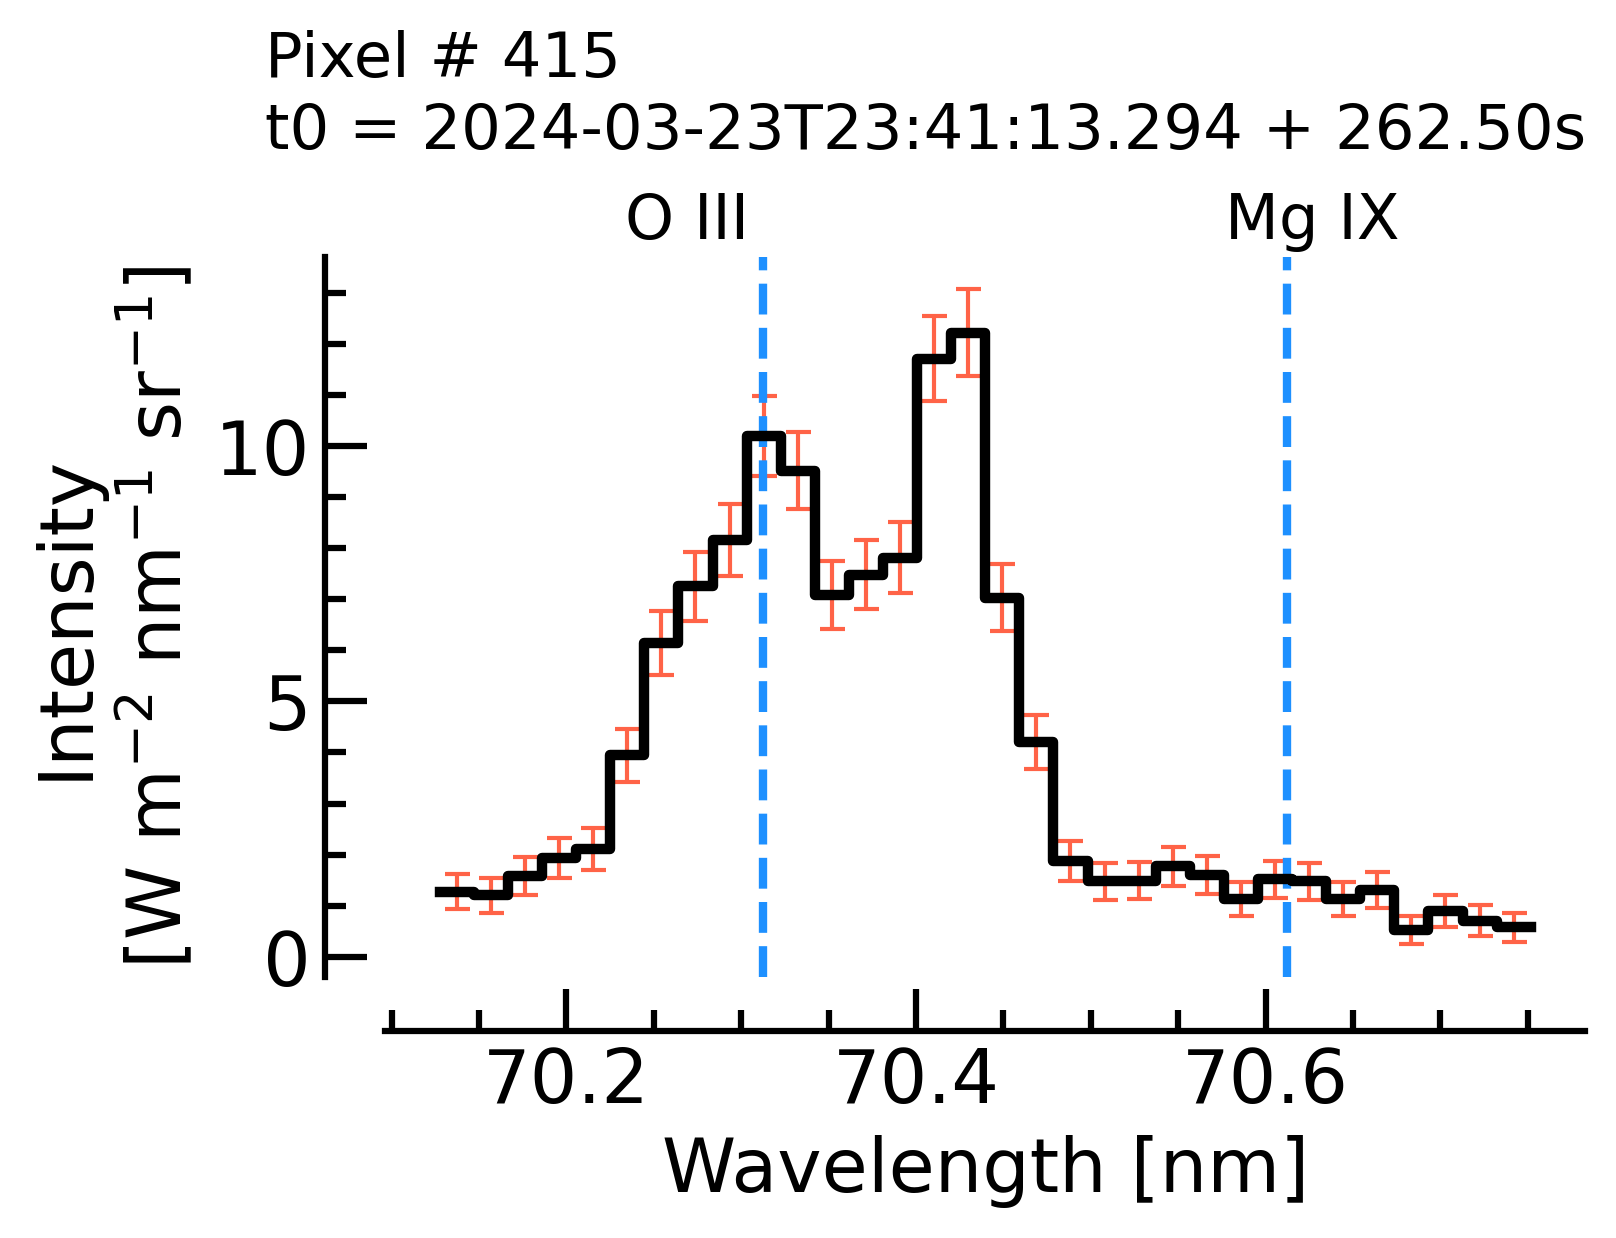 Pixel # 415
t0 = 2024-03-23T23:41:13.294 + 262.50s
O III
Mg IX
Intensity
[W m⁻² nm⁻¹ sr⁻¹]
10
5
0
70.2
70.4
70.6
Wavelength [nm]